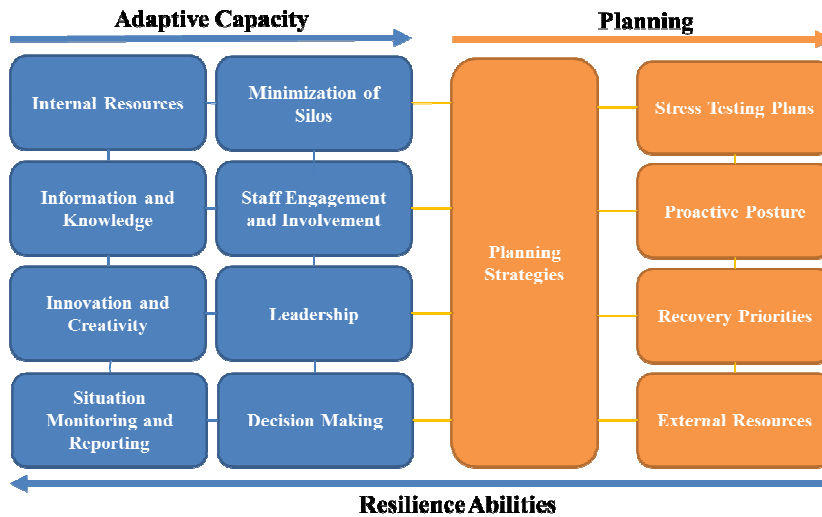 Adaptive Capacity
Planning
Internal Resources
Minimization of
Silos
Stress Testing Plans
Information and
Knowledge
Staff Engagement
and Involvement
Proactive Posture
Planning
Strategies
Innovation and
Creativity
Leadership
Recovery Priorities
Situation
Monitoring and
Reporting
Decision Making
External Resources
Resilience Abilities